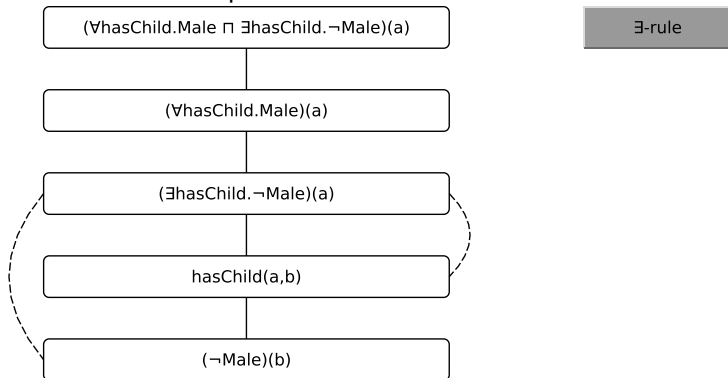 (∀hasChild.Male ⊓ ∃hasChild.¬Male)(a)
∃-rule
(∀hasChild.Male)(a)
(∃hasChild.¬Male)(a)
hasChild(a,b)
(¬Male)(b)